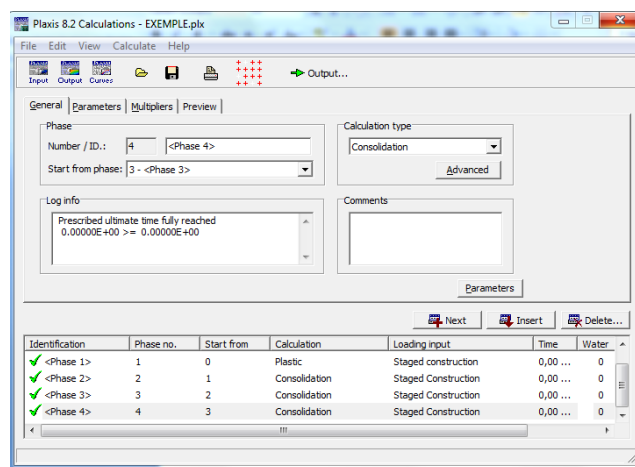 Plaxis 8.2 Calculations - EXEMPLE.plx
File Edit View Calculate Help
Input Output Curves Output...
General Parameters Multipliers Preview
Phase
Number / ID.: 4 <Phase 4>
Start from phase: 3 - <Phase 3>
Calculation type
Consolidation
Advanced
Log info
Prescribed ultimate time fully reached
0.00000E+00 >= 0.00000E+00
Comments
Parameters
Next Insert Delete...
Identification Phase no. Start from Calculation Loading input Time Water
<Phase 1> 1 0 Plastic Staged construction 0,00 ... 0
<Phase 2> 2 1 Consolidation Staged Construction 0,00 ... 0
<Phase 3> 3 2 Consolidation Staged Construction 0,00 ... 0
<Phase 4> 4 3 Consolidation Staged Construction 0,00 ... 0